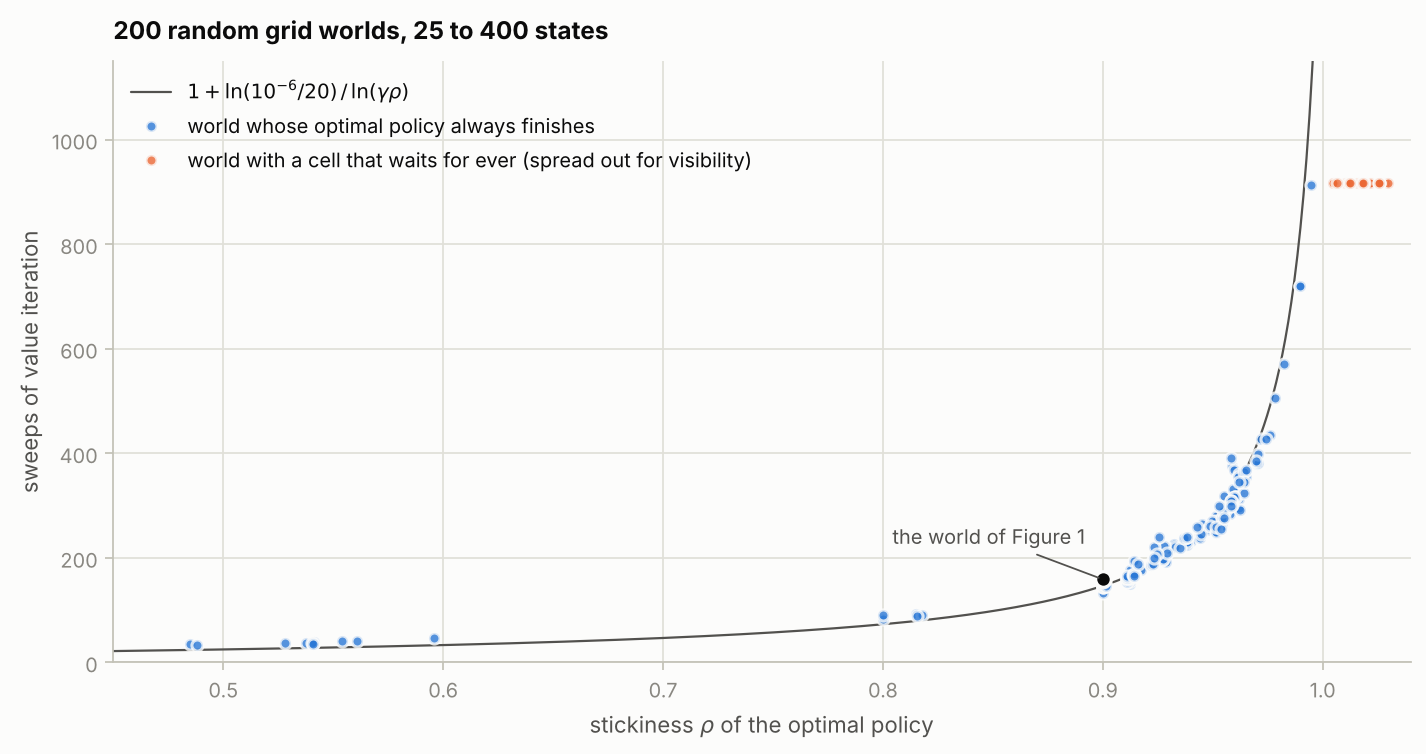 200 random grid worlds, 25 to 400 states
1 + ln(10⁻⁶/20) / ln(γρ)
world whose optimal policy always finishes
world with a cell that waits for ever (spread out for visibility)
1000
800
600
400
200
0
sweeps of value iteration
the world of Figure 1
0.5
0.6
0.7
0.8
0.9
1.0
stickiness ρ of the optimal policy